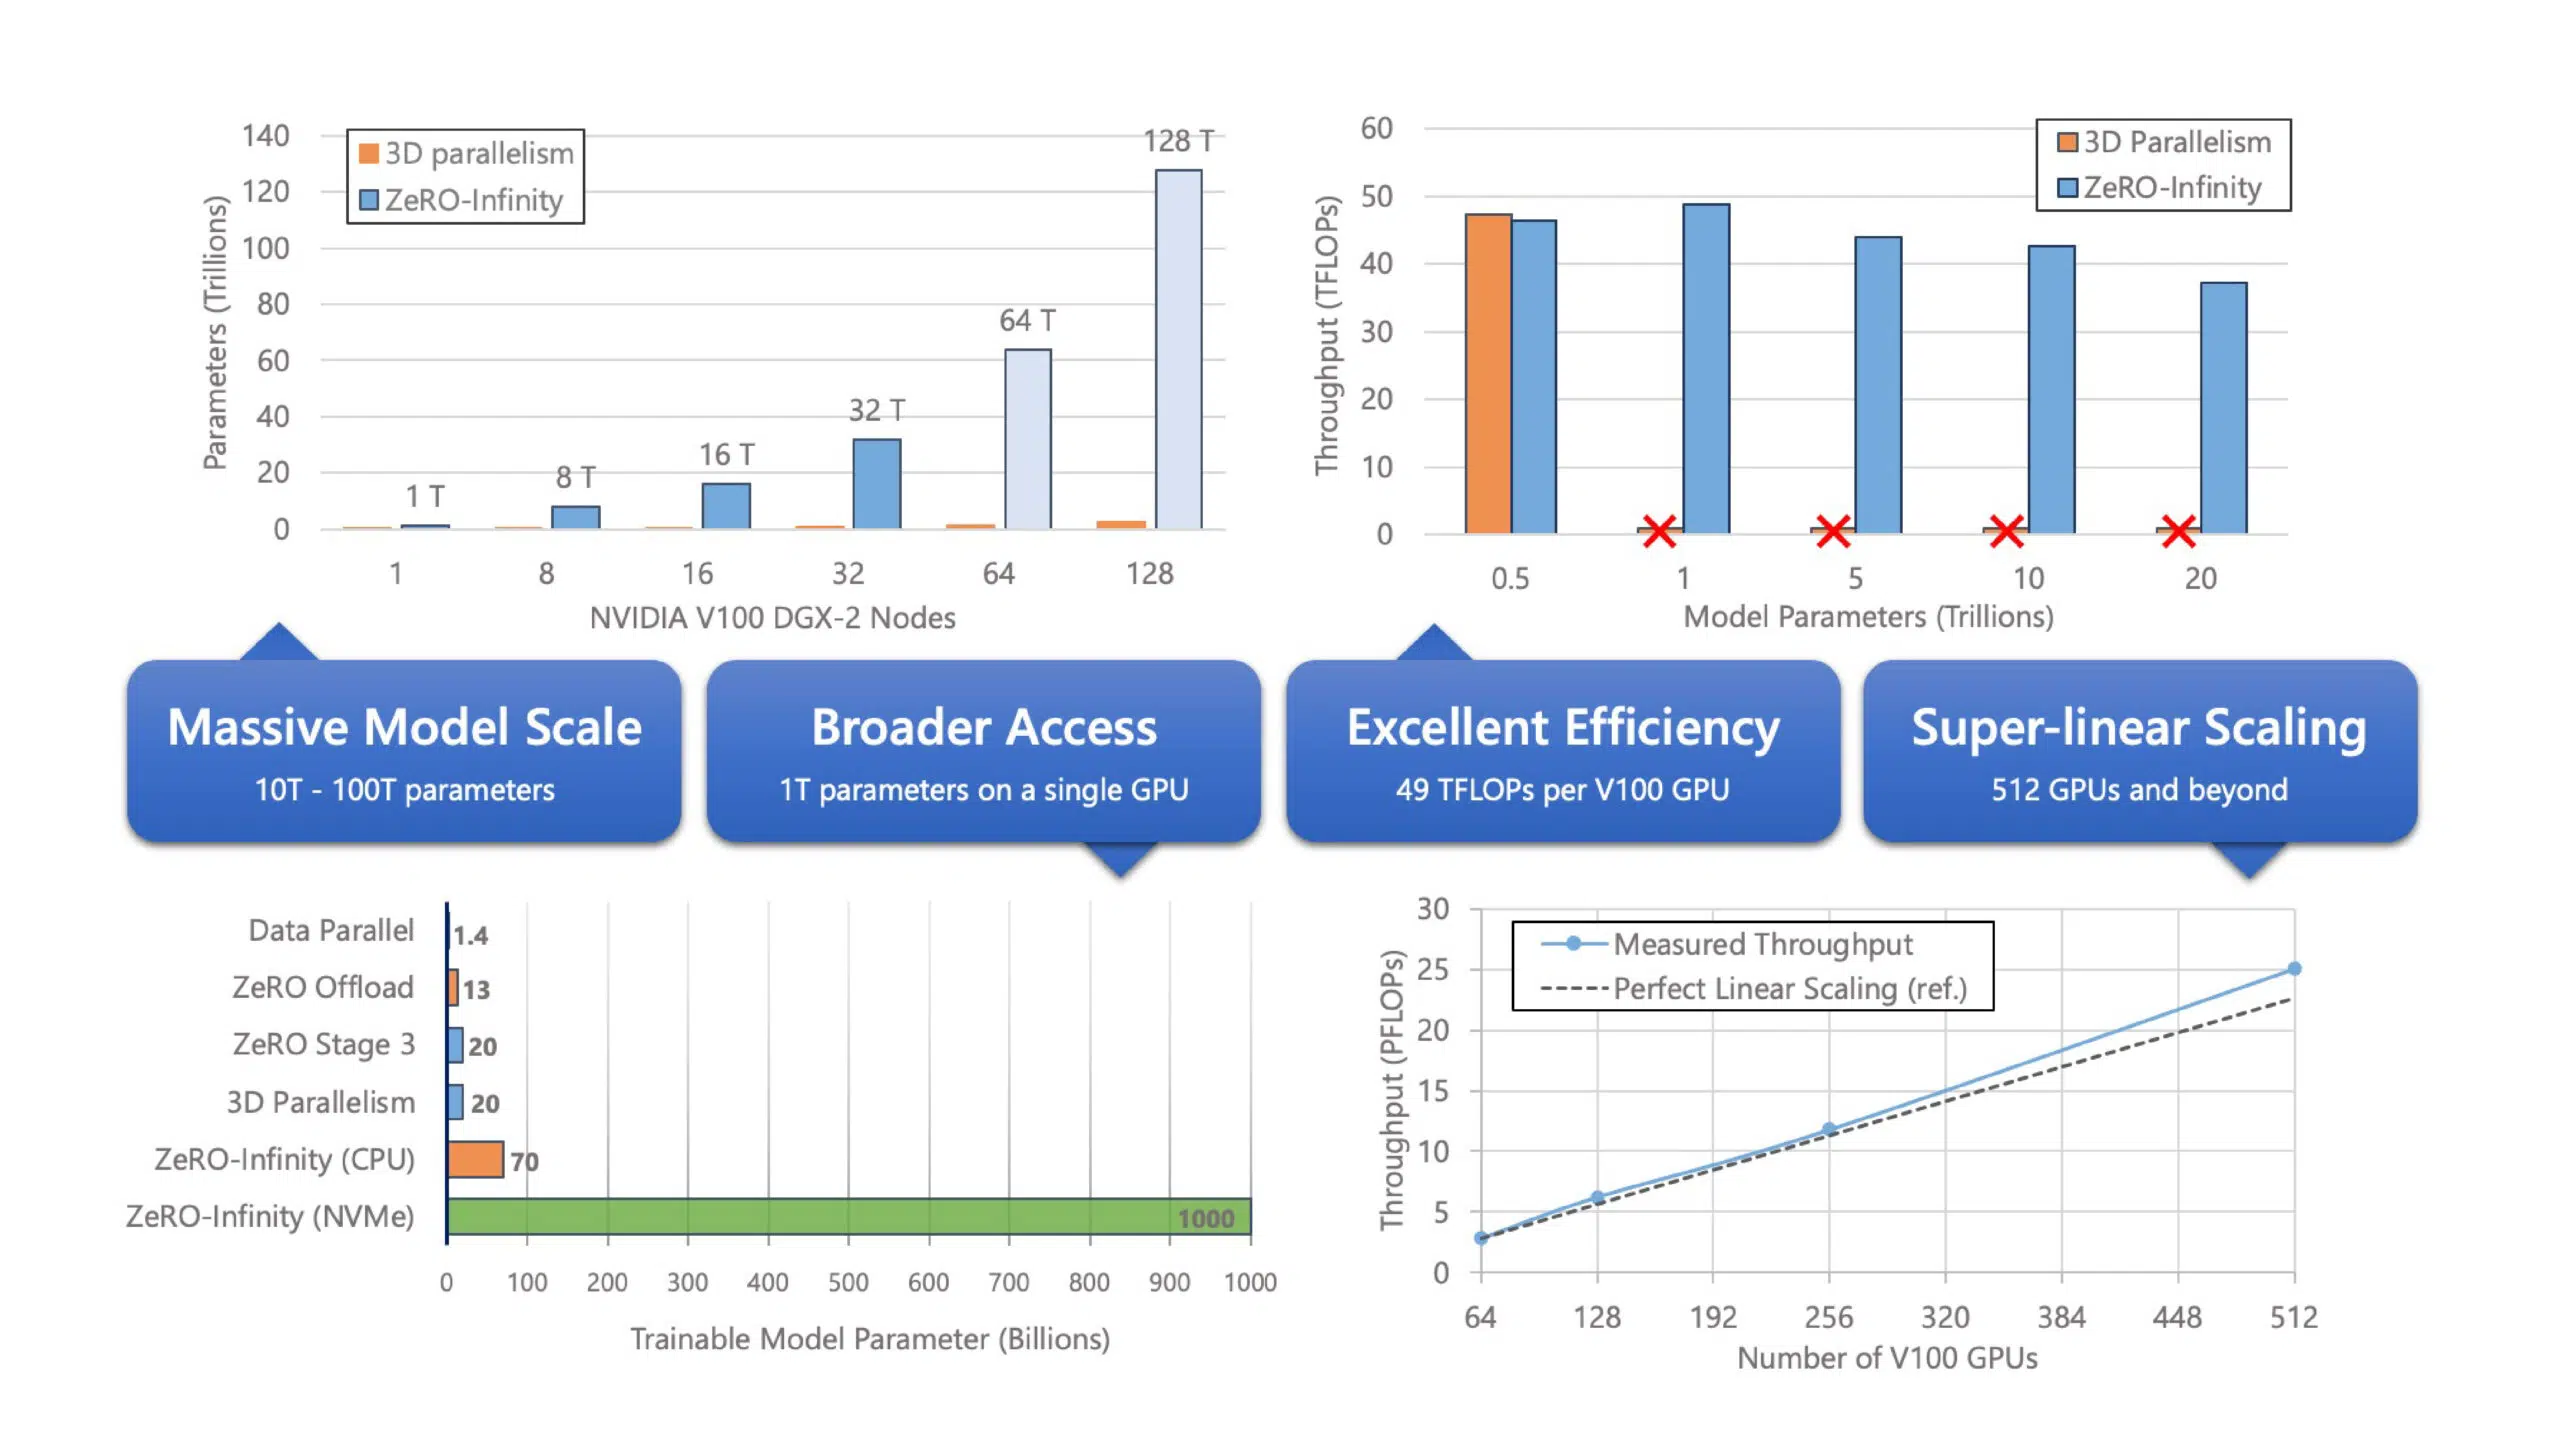 140
120
100
80
60
40
20
0
Parameters (Trillions)
3D parallelism
ZeRO-Infinity
1 T
8 T
16 T
32 T
64 T
128 T
1 8 16 32 64 128
NVIDIA V100 DGX-2 Nodes
60
50
40
30
20
10
0
Throughput (TFLOPs)
3D Parallelism
ZeRO-Infinity
0.5 1 5 10 20
Model Parameters (Trillions)
Massive Model Scale
10T - 100T parameters
Broader Access
1T parameters on a single GPU
Excellent Efficiency
49 TFLOPs per V100 GPU
Super-linear Scaling
512 GPUs and beyond
Data Parallel 1.4
ZeRO Offload 13
ZeRO Stage 3 20
3D Parallelism 20
ZeRO-Infinity (CPU) 70
ZeRO-Infinity (NVMe) 1000
0 100 200 300 400 500 600 700 800 900 1000
Trainable Model Parameter (Billions)
30
25
20
15
10
5
0
Throughput (PFLOPs)
Measured Throughput
Perfect Linear Scaling (ref.)
64 128 192 256 320 384 448 512
Number of V100 GPUs